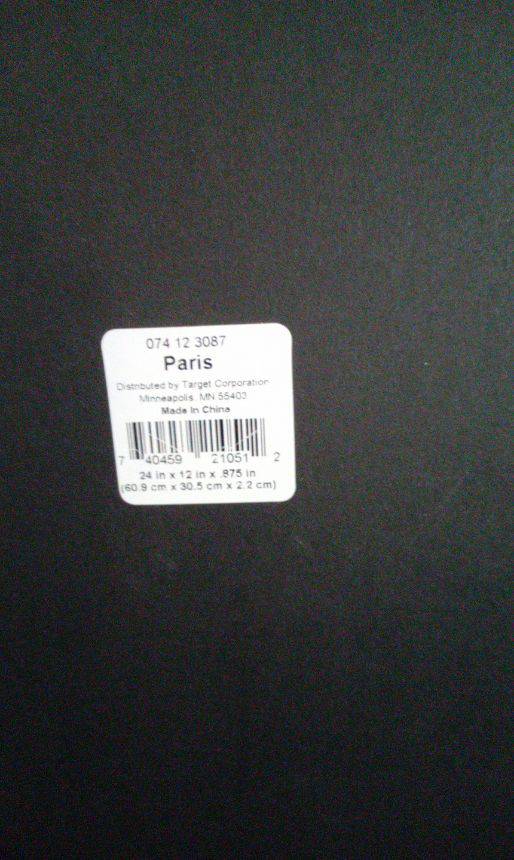 074 12 3087
Paris
Distributed by Target Corporation
Minneapolis, MN 55403
Made In China
7 40459 21051 2
24 in x 12 in x .875 in
(60.9 cm x 30.5 cm x 2.2 cm)